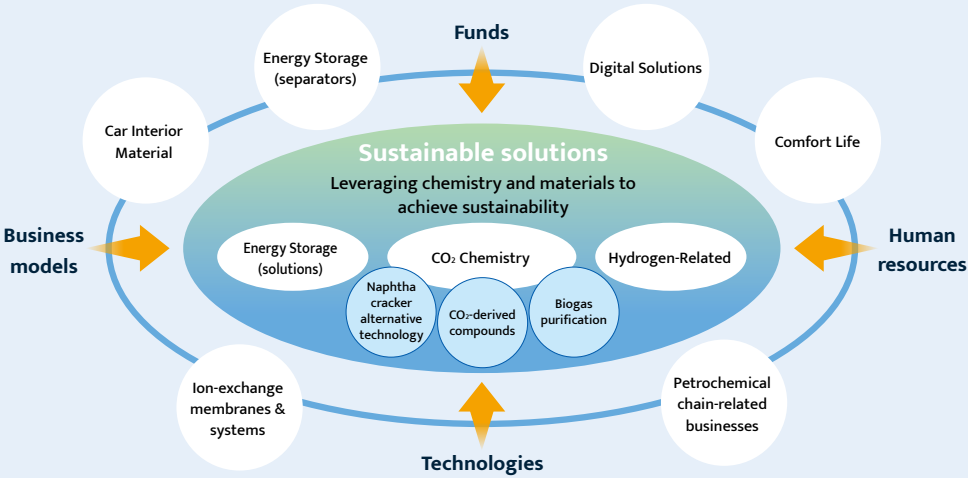 Funds
Energy Storage
(separators)
Digital Solutions
Car Interior
Material
Comfort Life
Sustainable solutions
Leveraging chemistry and materials to
achieve sustainability
Business
models
Human
resources
Energy Storage
(solutions)
CO₂ Chemistry
Hydrogen-Related
Naphtha
cracker
alternative
technology
CO₂-derived
compounds
Biogas
purification
Ion-exchange
membranes &
systems
Petrochemical
chain-related
businesses
Technologies